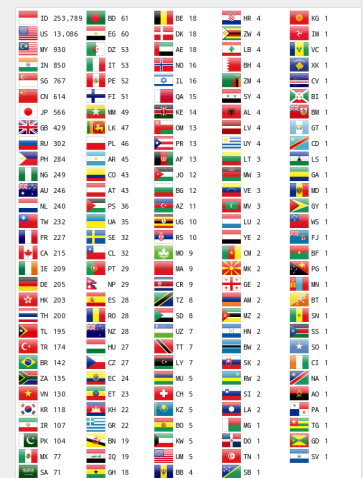 ID 253,789
US 13,086
MY 930
IN 850
SG 767
CN 614
JP 566
GB 429
RU 302
PH 284
NG 249
AU 246
NL 240
TW 232
FR 227
CA 215
IE 209
DE 205
HK 203
TH 200
TL 195
TR 174
BR 142
ZA 135
VN 130
KR 118
IR 107
PK 104
MX 77
SA 71
BD 61
EG 60
DZ 53
IT 53
PE 52
FI 51
MM 49
LK 47
PL 46
AR 45
CO 43
AT 43
PS 36
UA 35
SE 32
CL 32
PT 29
NP 29
ES 28
RO 28
NZ 28
HU 27
CZ 27
EC 24
ET 23
KH 22
GR 22
BN 19
IQ 19
GH 18
BE 18
DK 18
AE 18
NO 16
IL 16
QA 15
KE 14
OM 13
PR 13
AF 13
JO 12
BG 12
AZ 11
UG 10
RS 10
MO 9
MA 9
CR 9
TZ 8
SD 8
UZ 7
TT 7
LY 7
MU 5
CH 5
KZ 5
BO 5
KW 5
UM 5
BB 4
HR 4
ZW 4
LB 4
BH 4
ZM 4
SY 4
AL 4
LV 4
UY 4
LT 3
MW 3
VE 3
MV 3
LU 2
YE 2
CM 2
MK 2
GE 2
AM 2
MZ 2
HN 2
BW 2
SK 2
RW 2
SI 2
LA 2
MG 1
DO 1
TN 1
SB 1
KG 1
IM 1
VC 1
XK 1
CV 1
BI 1
BM 1
GT 1
CD 1
LS 1
GA 1
MD 1
GY 1
WS 1
FJ 1
BF 1
PG 1
MN 1
BT 1
SN 1
SS 1
SO 1
CI 1
NA 1
AO 1
PA 1
TG 1
GD 1
SV 1